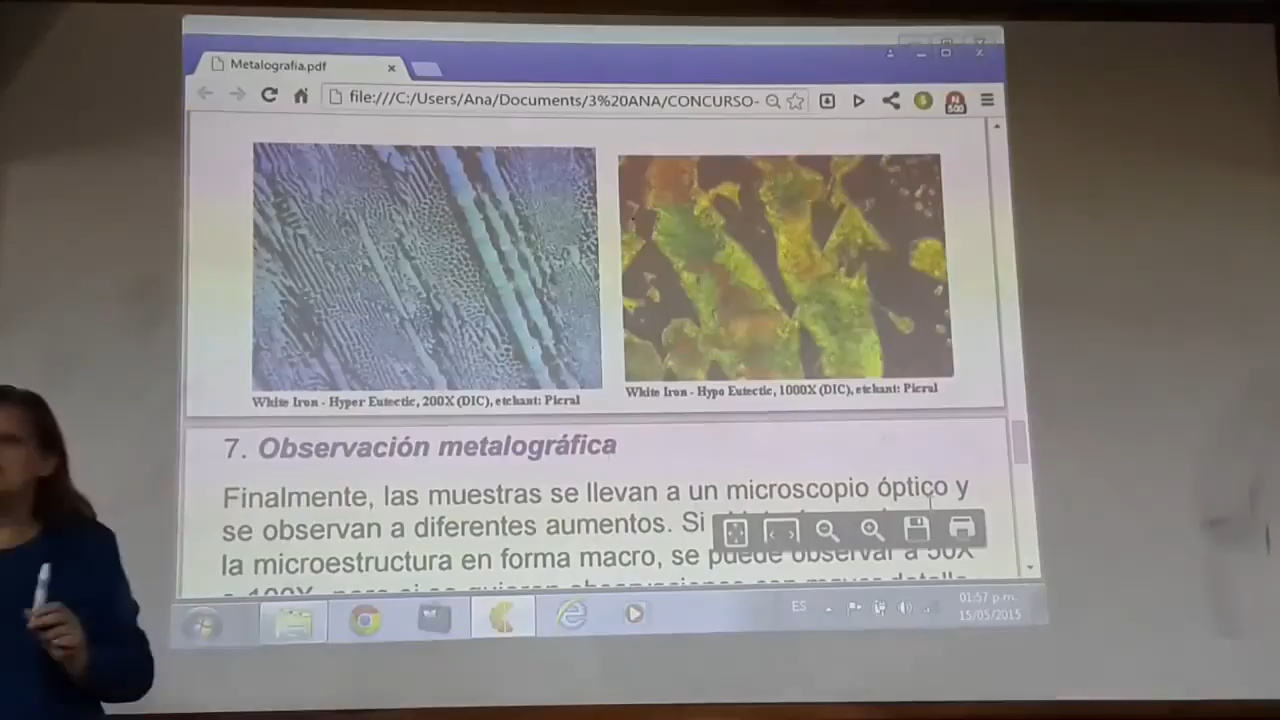 Metalografia.pdf
file:///C:/Users/Ana/Documents/3%20ANA/CONCURSO-
White Iron - Hyper Eutectic, 200X (DIC), etchant: Picral
White Iron - Hypo Eutectic, 1000X (DIC), etchant: Picral
7. Observación metalográfica
Finalmente, las muestras se llevan a un microscopio óptico y
se observan a diferentes aumentos. Si
la microestructura en forma macro, se puede observar a 50X
ES
01:57 p.m.
15/05/2015